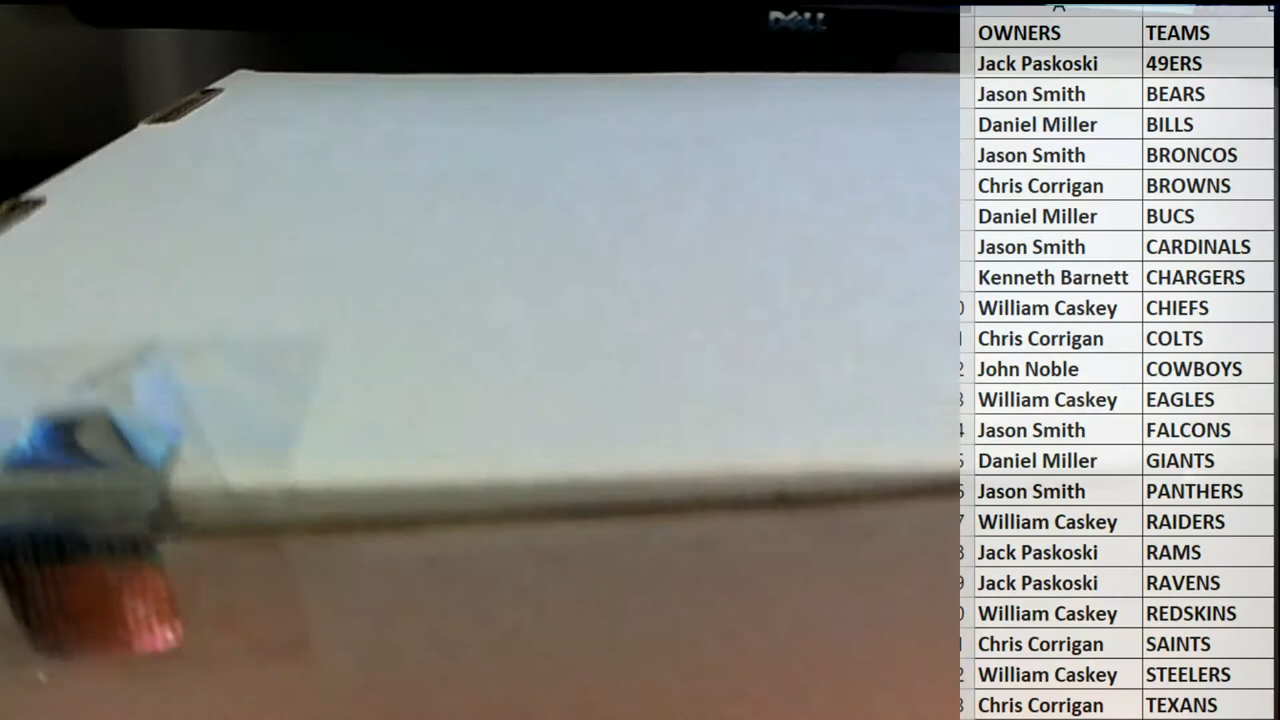 DELL
OWNERS TEAMS
Jack Paskoski 49ERS
Jason Smith BEARS
Daniel Miller BILLS
Jason Smith BRONCOS
Chris Corrigan BROWNS
Daniel Miller BUCS
Jason Smith CARDINALS
Kenneth Barnett CHARGERS
William Caskey CHIEFS
Chris Corrigan COLTS
John Noble COWBOYS
William Caskey EAGLES
Jason Smith FALCONS
Daniel Miller GIANTS
Jason Smith PANTHERS
William Caskey RAIDERS
Jack Paskoski RAMS
Jack Paskoski RAVENS
William Caskey REDSKINS
Chris Corrigan SAINTS
William Caskey STEELERS
Chris Corrigan TEXANS